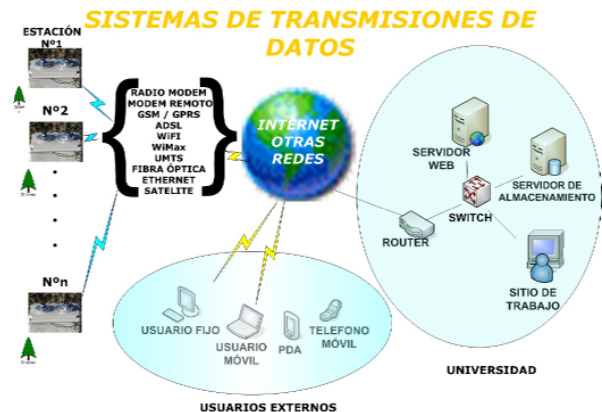 SISTEMAS DE TRANSMISIONES DE
DATOS
ESTACIÓN
Nº1
Nº2
Nºn
RADIO MODEM
MODEM REMOTO
GSM / GPRS
ADSL
WiFI
WiMax
UMTS
FIBRA ÓPTICA
ETHERNET
SATELITE
INTERNET
OTRAS
REDES
SERVIDOR
WEB
SERVIDOR DE
ALMACENAMIENTO
SWITCH
ROUTER
SITIO DE
TRABAJO
UNIVERSIDAD
USUARIO FIJO
USUARIO
MÓVIL
PDA
TELEFONO
MÓVIL
USUARIOS EXTERNOS